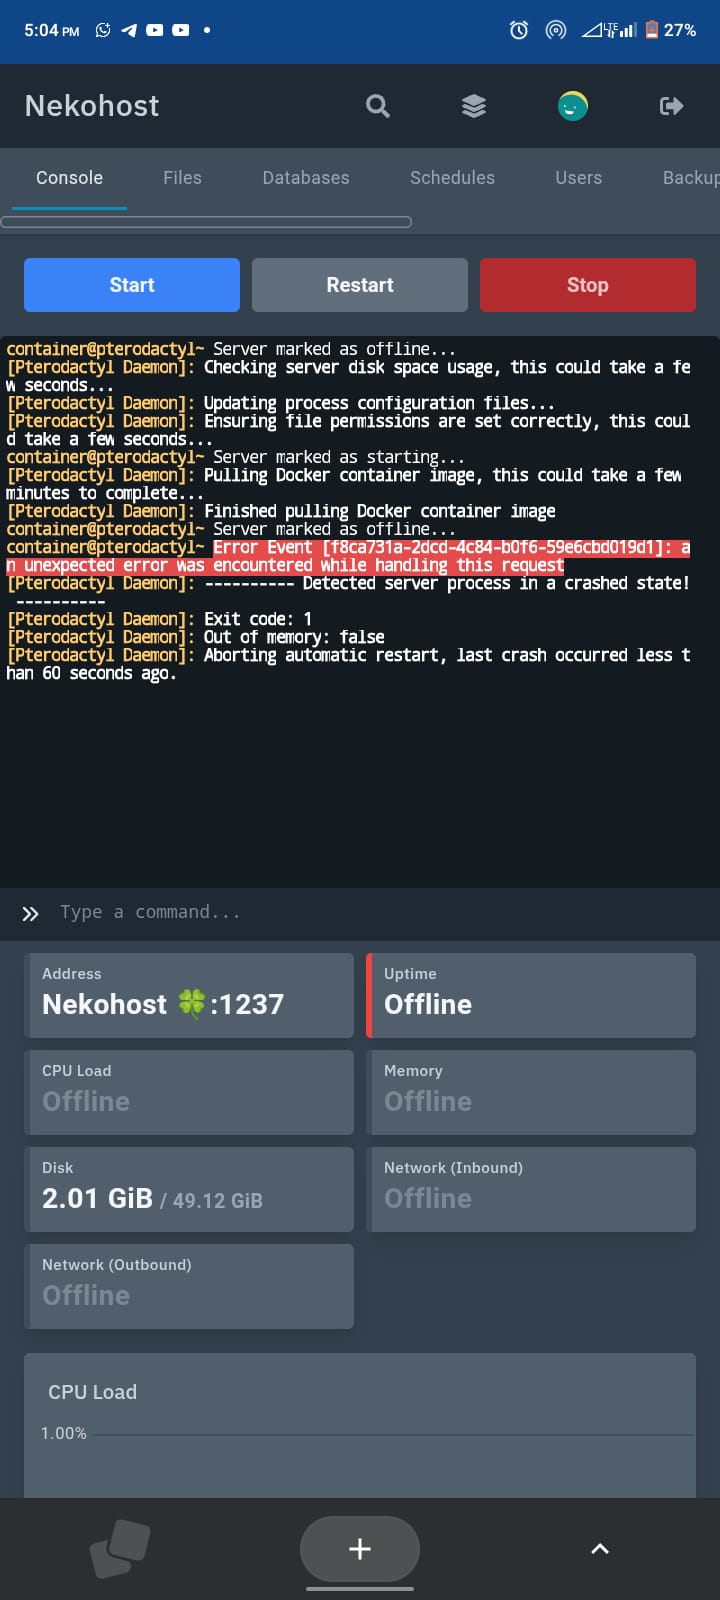 5:04 PM
LTE
27%
Nekohost
Console Files Databases Schedules Users Backup
Start Restart Stop
container@pterodactyl~ Server marked as offline...
[Pterodactyl Daemon]: Checking server disk space usage, this could take a fe
w seconds...
[Pterodactyl Daemon]: Updating process configuration files...
[Pterodactyl Daemon]: Ensuring file permissions are set correctly, this coul
d take a few seconds...
container@pterodactyl~ Server marked as starting...
[Pterodactyl Daemon]: Pulling Docker container image, this could take a few
minutes to complete...
[Pterodactyl Daemon]: Finished pulling Docker container image
container@pterodactyl~ Server marked as offline...
container@pterodactyl~ Error Event [f8ca731a-2dcd-4c84-b0f6-59e6cbd019d1]: a
n unexpected error was encountered while handling this request
[Pterodactyl Daemon]: ---------- Detected server process in a crashed state!
----------
[Pterodactyl Daemon]: Exit code: 1
[Pterodactyl Daemon]: Out of memory: false
[Pterodactyl Daemon]: Aborting automatic restart, last crash occurred less t
han 60 seconds ago.
Type a command...
Address
Nekohost 🍀:1237
Uptime
Offline
CPU Load
Offline
Memory
Offline
Disk
2.01 GiB / 49.12 GiB
Network (Inbound)
Offline
Network (Outbound)
Offline
CPU Load
1.00%